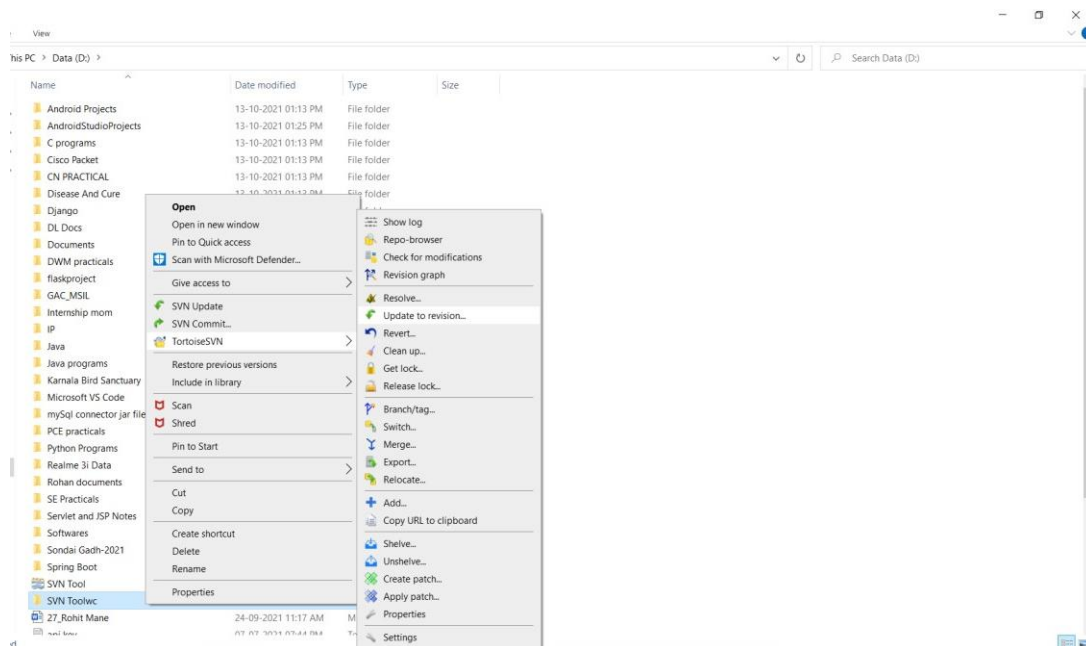 View
his PC > Data (D:) >
Search Data (D:)
Name Date modified Type Size
Android Projects 13-10-2021 01:13 PM File folder
AndroidStudioProjects 13-10-2021 01:25 PM File folder
C programs 13-10-2021 01:13 PM File folder
Cisco Packet 13-10-2021 01:13 PM File folder
CN PRACTICAL 13-10-2021 01:13 PM File folder
Disease And Cure 13-10-2021 01:13 PM File folder
Django
DL Docs
Documents
DWM practicals
flaskproject
GAC_MSIL
Internship mom
IP
Java
Java programs
Karnala Bird Sanctuary
Microsoft VS Code
mySql connector jar file
PCE practicals
Python Programs
Realme 3i Data
Rohan documents
SE Practicals
Servlet and JSP Notes
Softwares
Sondai Gadh-2021
Spring Boot
SVN Tool
SVN Toolwc
27_Rohit Mane 24-09-2021 11:17 AM M
Open
Open in new window
Pin to Quick access
Scan with Microsoft Defender...
Give access to
SVN Update
SVN Commit...
TortoiseSVN
Restore previous versions
Include in library
Scan
Shred
Pin to Start
Send to
Cut
Copy
Create shortcut
Delete
Rename
Properties
Show log
Repo-browser
Check for modifications
Revision graph
Resolve...
Update to revision...
Revert...
Clean up...
Get lock...
Release lock...
Branch/tag...
Switch...
Merge...
Export...
Relocate...
Add...
Copy URL to clipboard
Shelve...
Unshelve...
Create patch...
Apply patch...
Properties
Settings